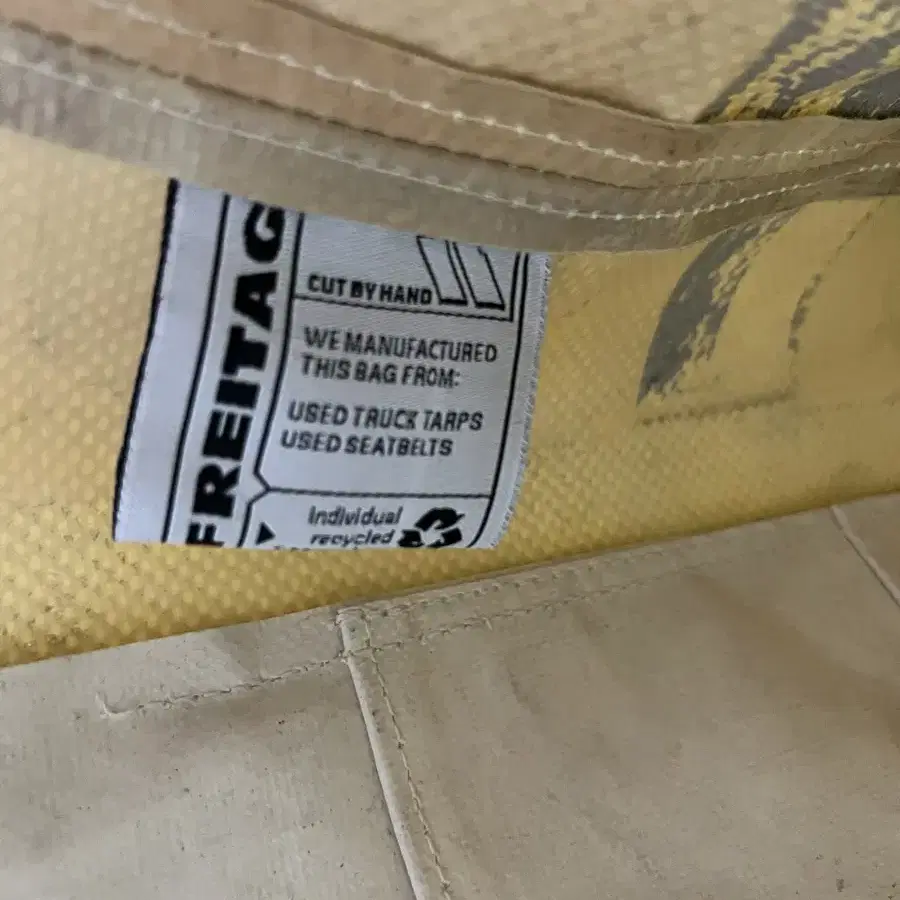 FREITAG
CUT BY HAND
WE MANUFACTURED
THIS BAG FROM:
USED TRUCK TARPS
USED SEATBELTS
Individual
recycled